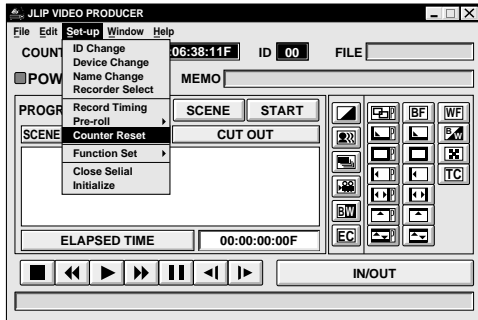 JLIP VIDEO PRODUCER
File Edit Set-up Window Help
COUNT 06:38:11F ID 00 FILE
ID Change
Device Change
Name Change
Recorder Select
POW MEMO
Record Timing
Pre-roll
Counter Reset
Function Set
Close Selial
Initialize
PROGR SCENE START
SCENE CUT OUT
ELAPSED TIME 00:00:00:00F
P BF WF
P B/W
P
P TC
P
BW P
EC P
IN/OUT